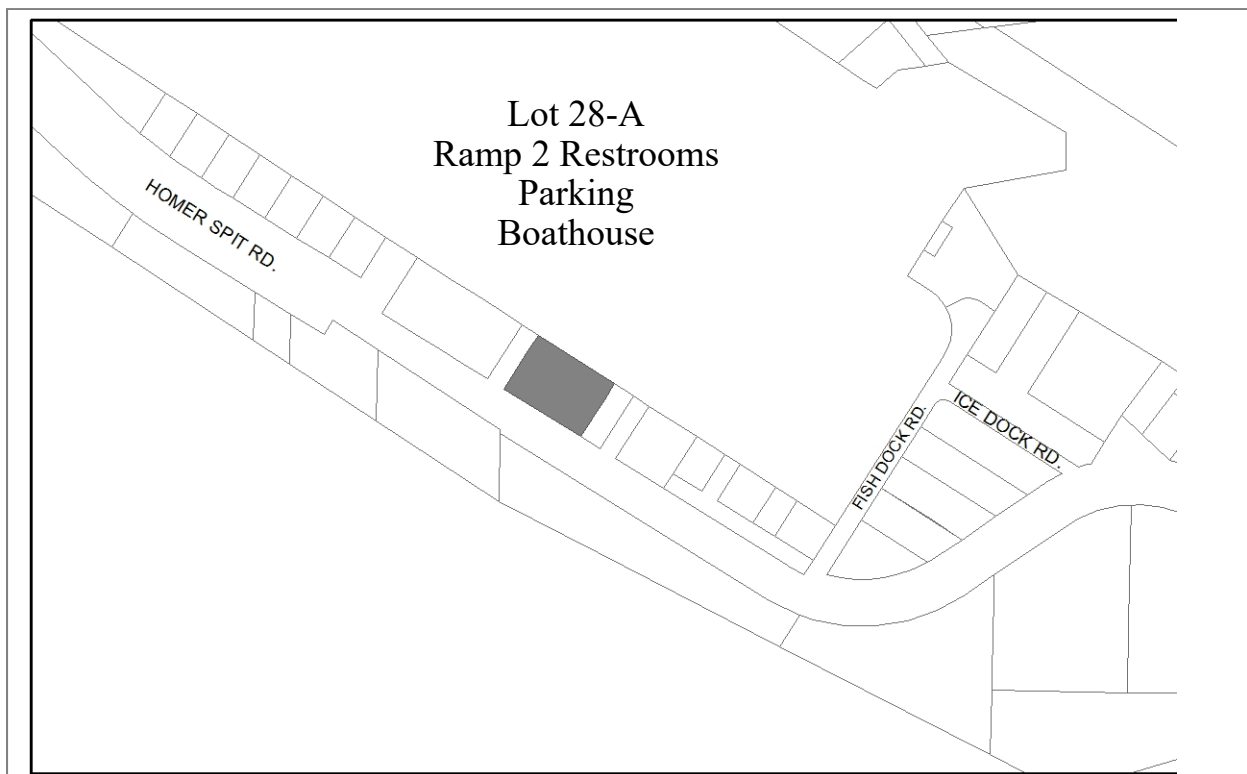 Lot 28-A
Ramp 2 Restrooms
Parking
Boathouse
HOMER SPIT RD.
FISH DOCK RD.
ICE DOCK RD.